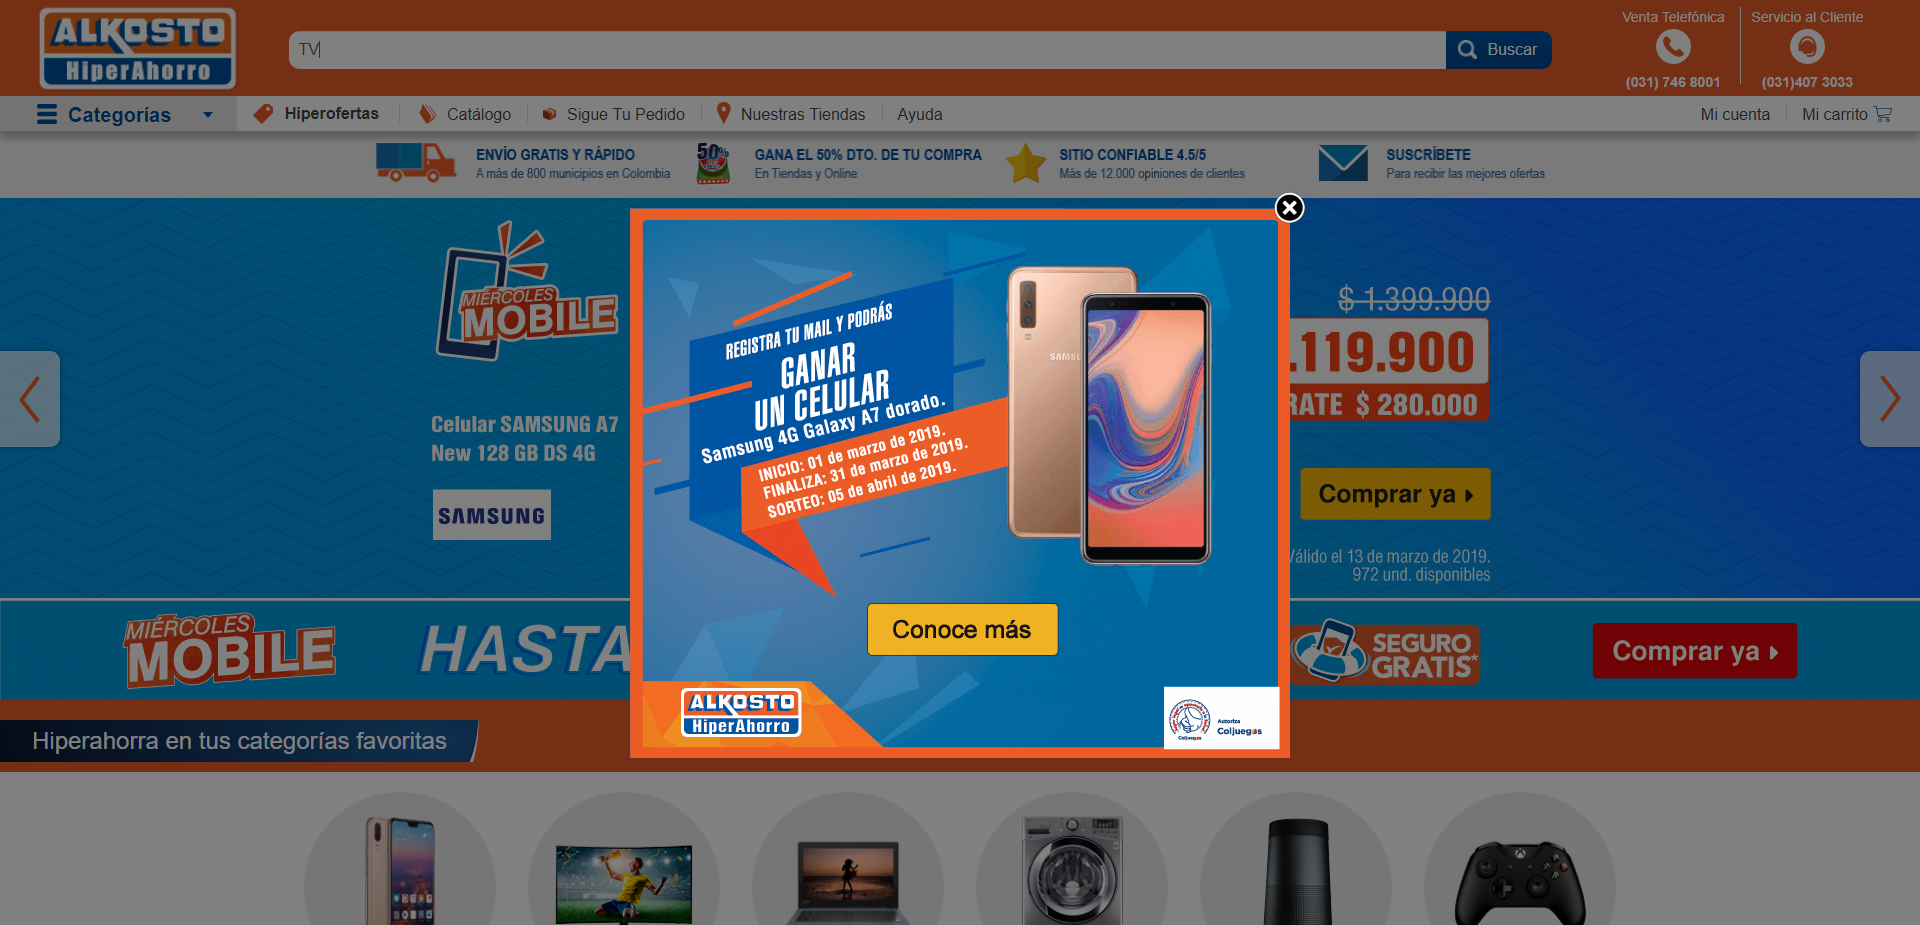 ALKOSTO
HiperAhorro
TV
Buscar
Venta Telefónica
(031) 746 8001
Servicio al Cliente
(031)407 3033
Categorías
Hiperofertas
Catálogo
Sigue Tu Pedido
Nuestras Tiendas
Ayuda
Mi cuenta
Mi carrito
ENVÍO GRATIS Y RÁPIDO
A más de 800 municipios en Colombia
50%
GANA EL 50% DTO. DE TU COMPRA
En Tiendas y Online
SITIO CONFIABLE 4.5/5
Más de 12.000 opiniones de clientes
SUSCRÍBETE
Para recibir las mejores ofertas
MIÉRCOLES
MOBILE
Celular SAMSUNG A7
New 128 GB DS 4G
SAMSUNG
REGISTRA TU MAIL Y PODRÁS
GANAR
UN CELULAR
Samsung 4G Galaxy A7 dorado.
INICIO: 01 de marzo de 2019.
FINALIZA: 31 de marzo de 2019.
SORTEO: 05 de abril de 2019.
SAMSU
Conoce más
ALKOSTO
HiperAhorro
Autoriza
Coljuegos
Coljuegos
$ 1.399.900
.119.900
RATE $ 280.000
Comprar ya
Válido el 13 de marzo de 2019.
972 und. disponibles
MIÉRCOLES
MOBILE
HASTA
SEGURO
GRATIS*
Comprar ya
Hiperahorra en tus categorías favoritas